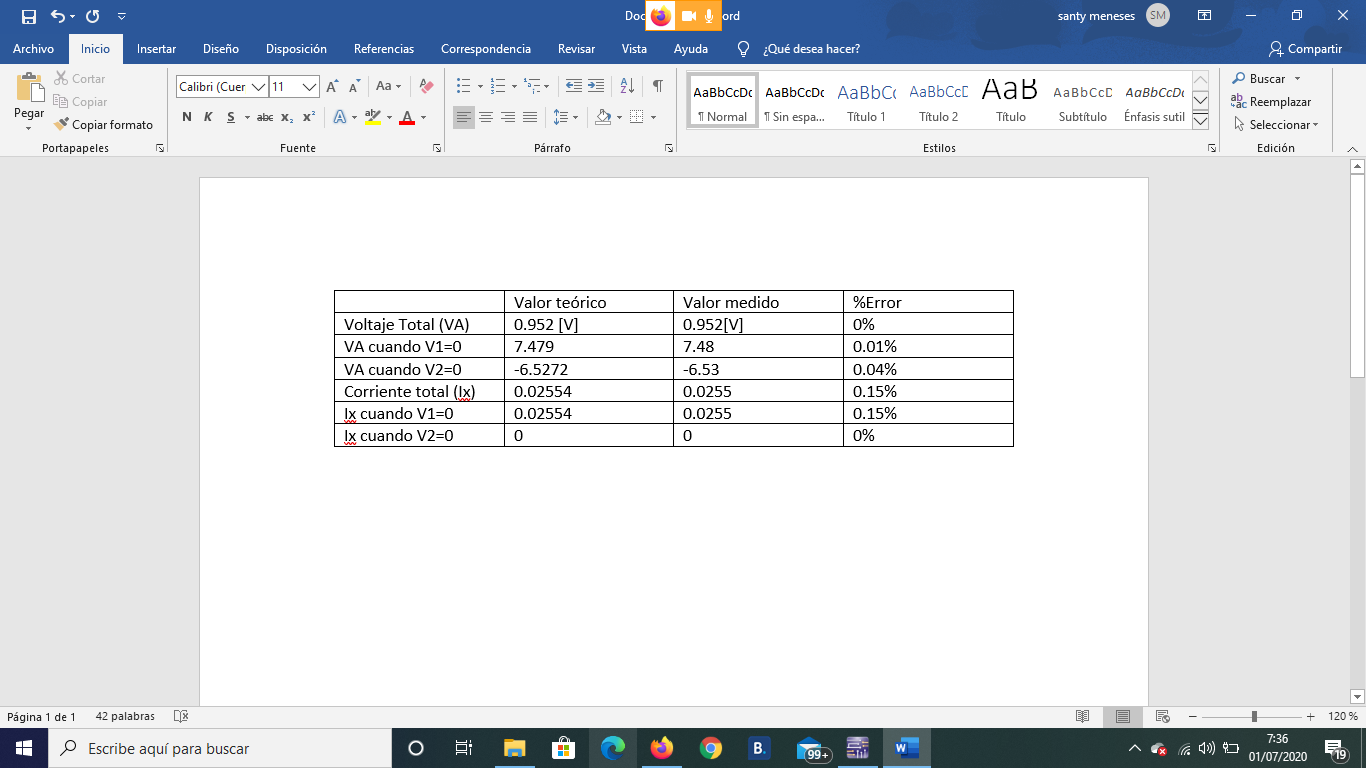 Doc ord
santy meneses SM
Archivo Inicio Insertar Diseño Disposición Referencias Correspondencia Revisar Vista Ayuda ¿Qué desea hacer? Compartir
Pegar
Cortar
Copiar
Copiar formato
Portapapeles
Calibri (Cuer 11 A A Aa A
N K S abc x₂ x² A A
Fuente
Párrafo
AaBbCcDc AaBbCcDc AaBbCc AaBbCcD AaB AaBbCcD AaBbCcDc
¶ Normal ¶ Sin espa... Título 1 Título 2 Título Subtítulo Énfasis sutil
Estilos
Buscar
Reemplazar
Seleccionar
Edición
Valor teórico Valor medido %Error
Voltaje Total (VA) 0.952 [V] 0.952[V] 0%
VA cuando V1=0 7.479 7.48 0.01%
VA cuando V2=0 -6.5272 -6.53 0.04%
Corriente total (Ix) 0.02554 0.0255 0.15%
Ix cuando V1=0 0.02554 0.0255 0.15%
Ix cuando V2=0 0 0 0%
Página 1 de 1 42 palabras 120 %
Escribe aquí para buscar
B.
99+
W
7:36
01/07/2020
19